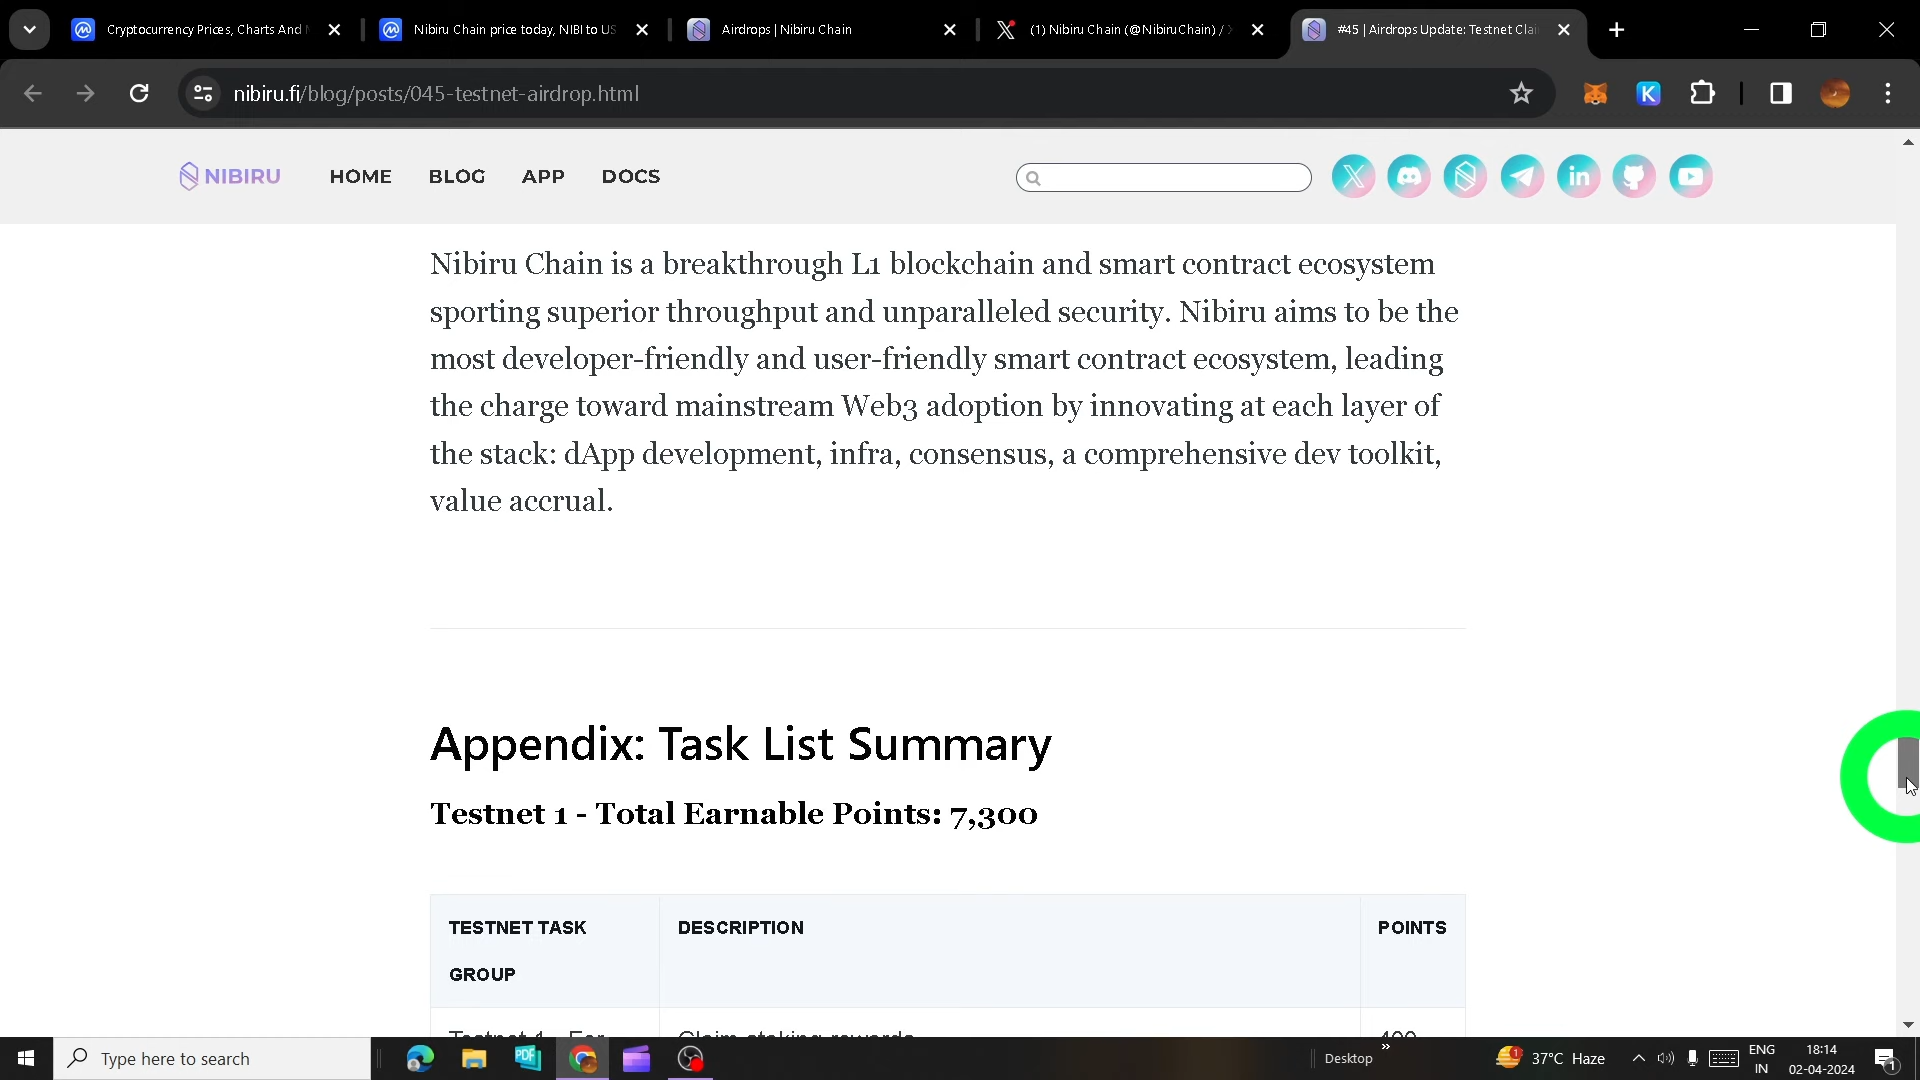 Cryptocurrency Prices, Charts And
Nibiru Chain price today, NIBI to US
Airdrops | Nibiru Chain
(1) Nibiru Chain (@NibiruChain) /
#45 | Airdrops Update: Testnet Clai
nibiru.fi/blog/posts/045-testnet-airdrop.html
NIBIRU HOME BLOG APP DOCS
Nibiru Chain is a breakthrough L1 blockchain and smart contract ecosystem
sporting superior throughput and unparalleled security. Nibiru aims to be the
most developer-friendly and user-friendly smart contract ecosystem, leading
the charge toward mainstream Web3 adoption by innovating at each layer of
the stack: dApp development, infra, consensus, a comprehensive dev toolkit,
value accrual.
Appendix: Task List Summary
Testnet 1 - Total Earnable Points: 7,300
TESTNET TASK DESCRIPTION POINTS
GROUP
Claim staking rewards 400
Type here to search
Desktop
37°C Haze
ENG
IN
18:14
02-04-2024